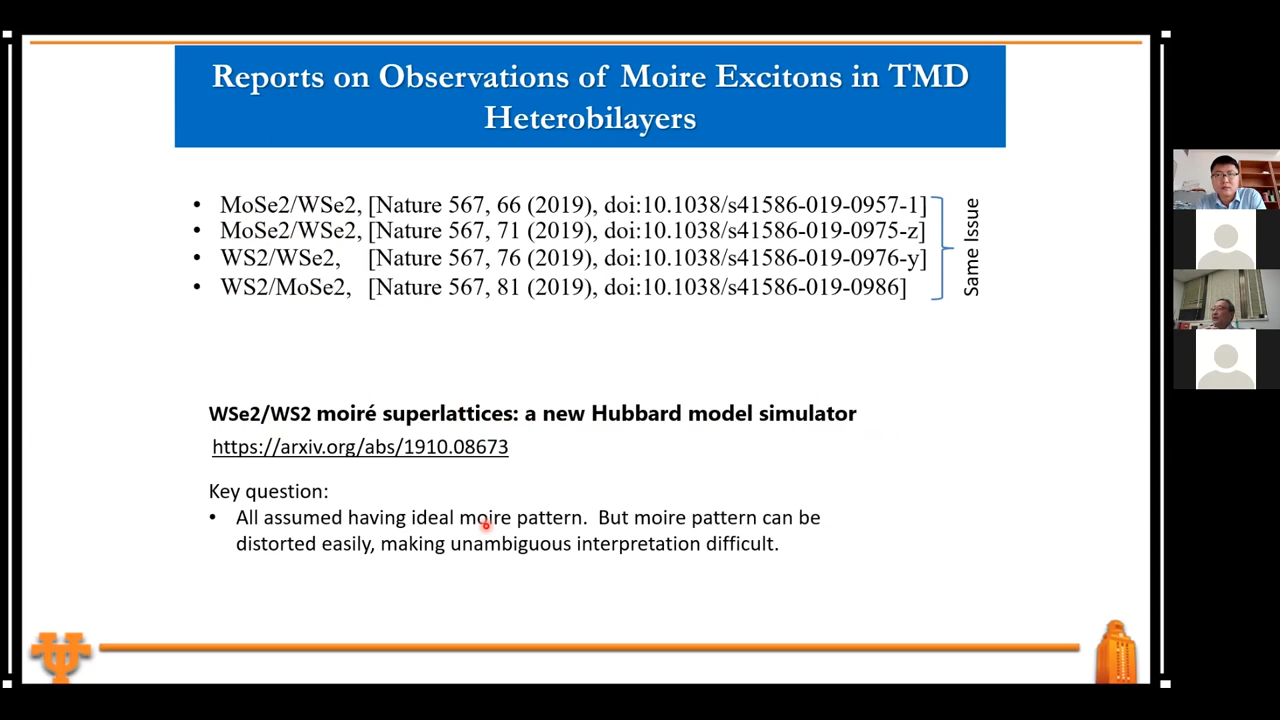 Reports on Observations of Moire Excitons in TMD
Heterobilayers
• MoSe2/WSe2, [Nature 567, 66 (2019), doi:10.1038/s41586-019-0957-1]
• MoSe2/WSe2, [Nature 567, 71 (2019), doi:10.1038/s41586-019-0975-z]
• WS2/WSe2, [Nature 567, 76 (2019), doi:10.1038/s41586-019-0976-y]
• WS2/MoSe2, [Nature 567, 81 (2019), doi:10.1038/s41586-019-0986]
Same Issue
WSe2/WS2 moiré superlattices: a new Hubbard model simulator
https://arxiv.org/abs/1910.08673
Key question:
• All assumed having ideal moire pattern. But moire pattern can be
distorted easily, making unambiguous interpretation difficult.